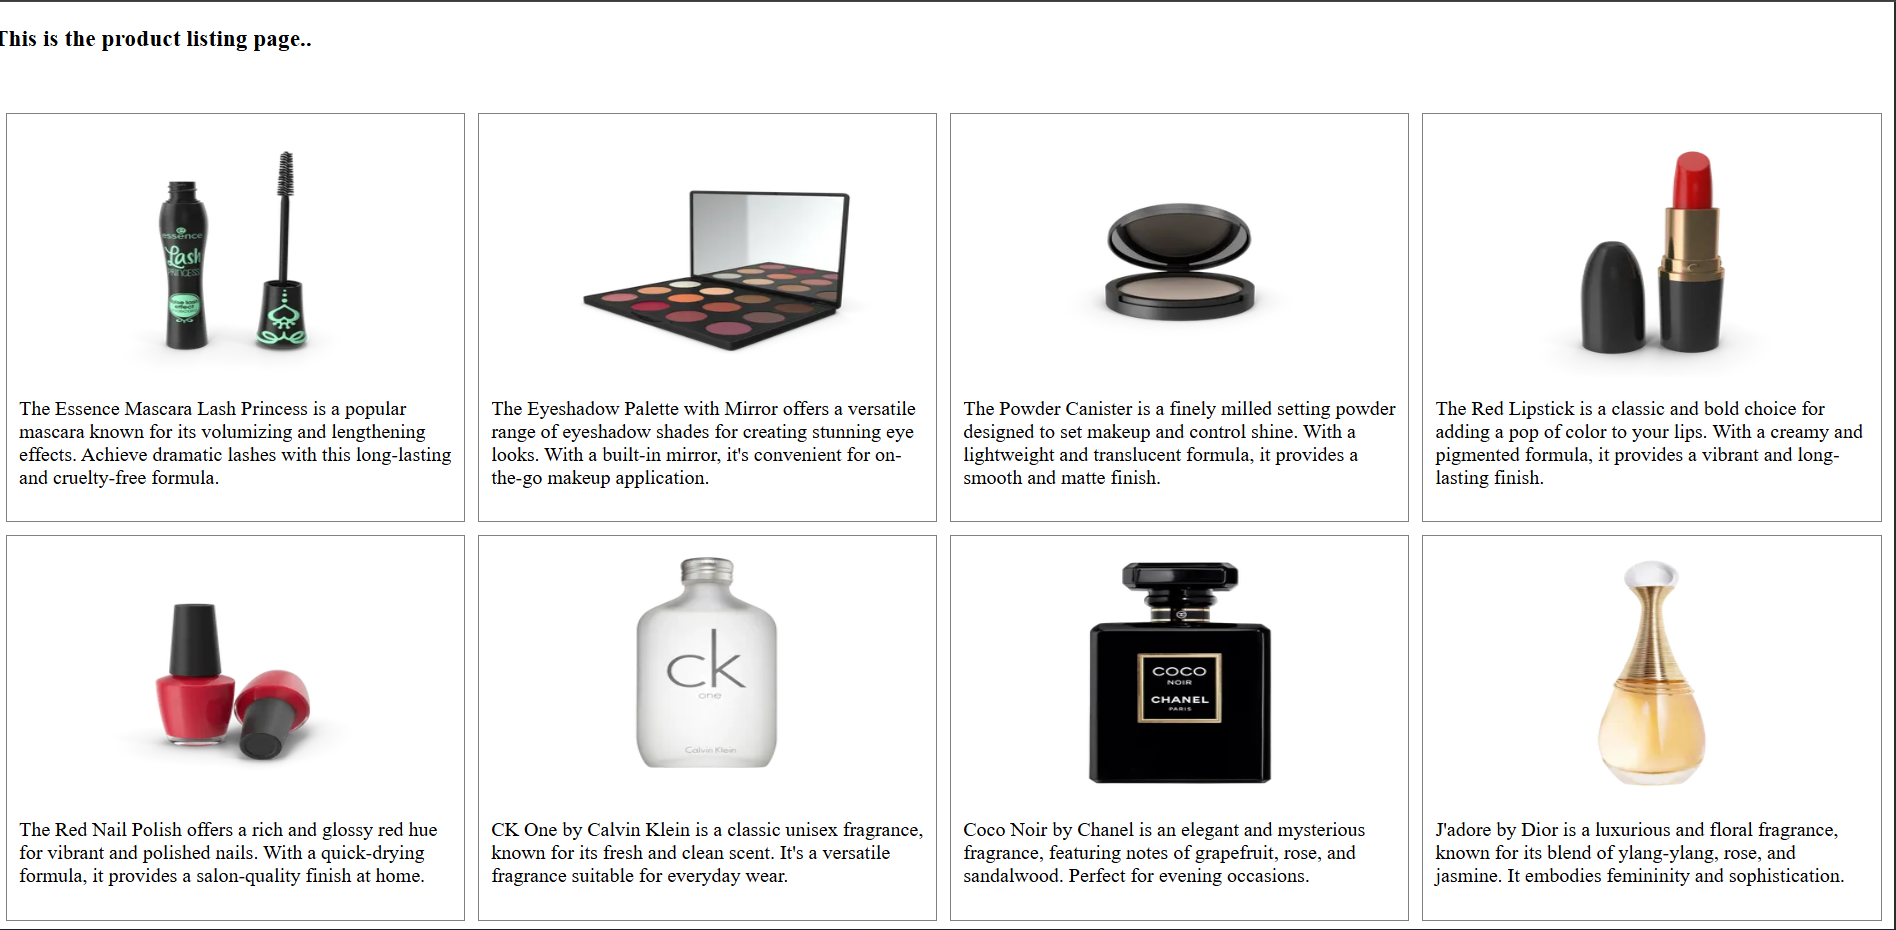 This is the product listing page..
essence
Lash
PRINCESS
The Essence Mascara Lash Princess is a popular
mascara known for its volumizing and lengthening
effects. Achieve dramatic lashes with this long-lasting
and cruelty-free formula.
The Eyeshadow Palette with Mirror offers a versatile
range of eyeshadow shades for creating stunning eye
looks. With a built-in mirror, it's convenient for on-
the-go makeup application.
The Powder Canister is a finely milled setting powder
designed to set makeup and control shine. With a
lightweight and translucent formula, it provides a
smooth and matte finish.
The Red Lipstick is a classic and bold choice for
adding a pop of color to your lips. With a creamy and
pigmented formula, it provides a vibrant and long-
lasting finish.
The Red Nail Polish offers a rich and glossy red hue
for vibrant and polished nails. With a quick-drying
formula, it provides a salon-quality finish at home.
ck
one
Calvin Klein
CK One by Calvin Klein is a classic unisex fragrance,
known for its fresh and clean scent. It's a versatile
fragrance suitable for everyday wear.
COCO
NOIR
CHANEL
PARIS
Coco Noir by Chanel is an elegant and mysterious
fragrance, featuring notes of grapefruit, rose, and
sandalwood. Perfect for evening occasions.
J'adore by Dior is a luxurious and floral fragrance,
known for its blend of ylang-ylang, rose, and
jasmine. It embodies femininity and sophistication.